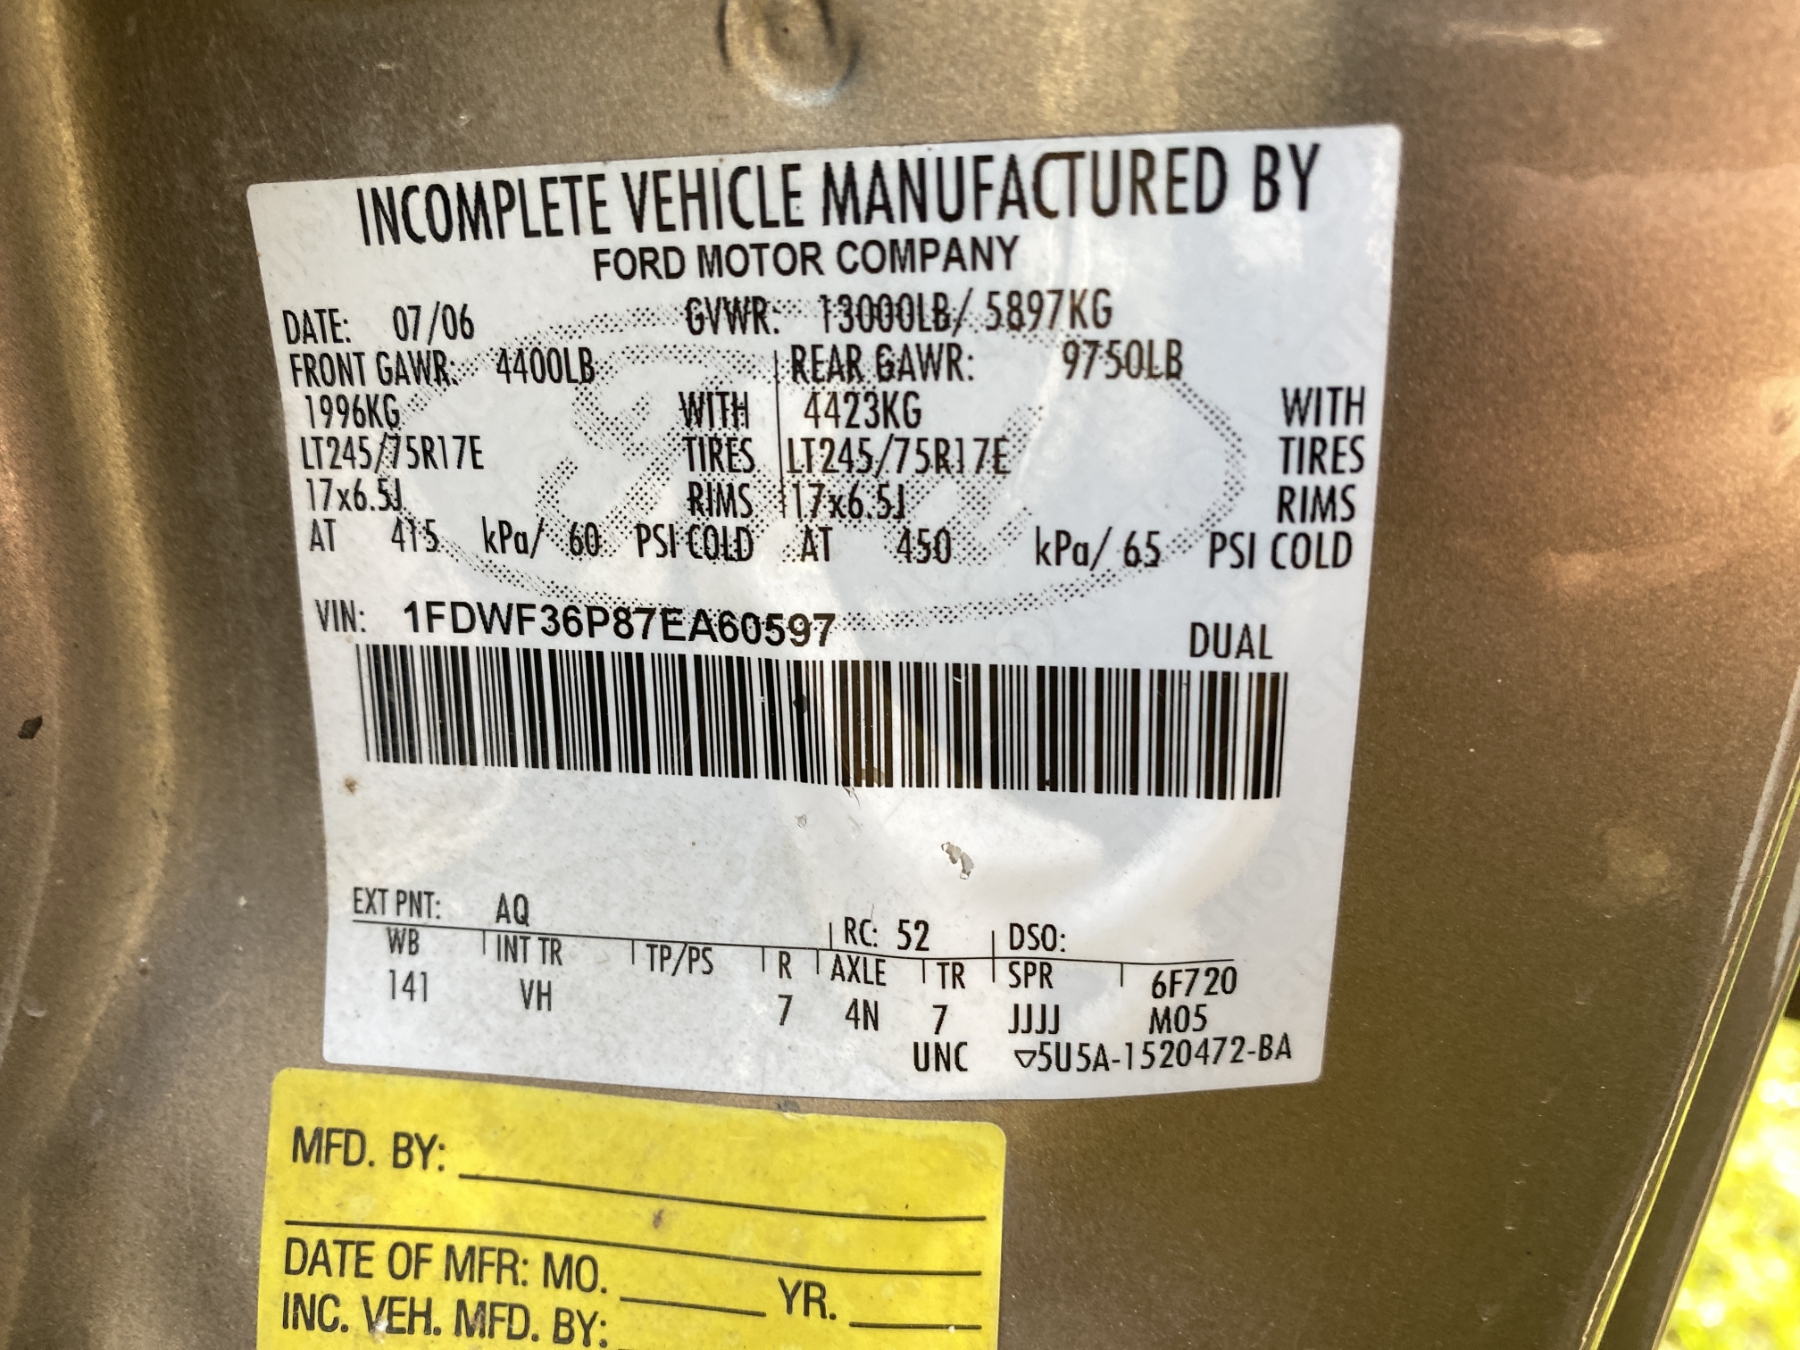 INCOMPLETE VEHICLE MANUFACTURED BY
FORD MOTOR COMPANY
DATE: 07/06 GVWR: 13000LB/ 5897KG
FRONT GAWR: 4400LB REAR GAWR: 9750LB
1996KG WITH 4423KG WITH
LT245/75R17E TIRES LT245/75R17E TIRES
17x6.5J RIMS 17x6.5J RIMS
AT 415 kPa/ 60 PSI COLD AT 450 kPa/ 65 PSI COLD
VIN: 1FDWF36P87EA60597 DUAL
EXT PNT: AQ RC: 52 DSO:
WB INT TR TP/PS R AXLE TR SPR 6F720
141 VH 7 4N 7 JJJJ M05
UNC ▽5U5A-1520472-BA
MFD. BY:
DATE OF MFR: MO. YR.
INC. VEH. MFD. BY: